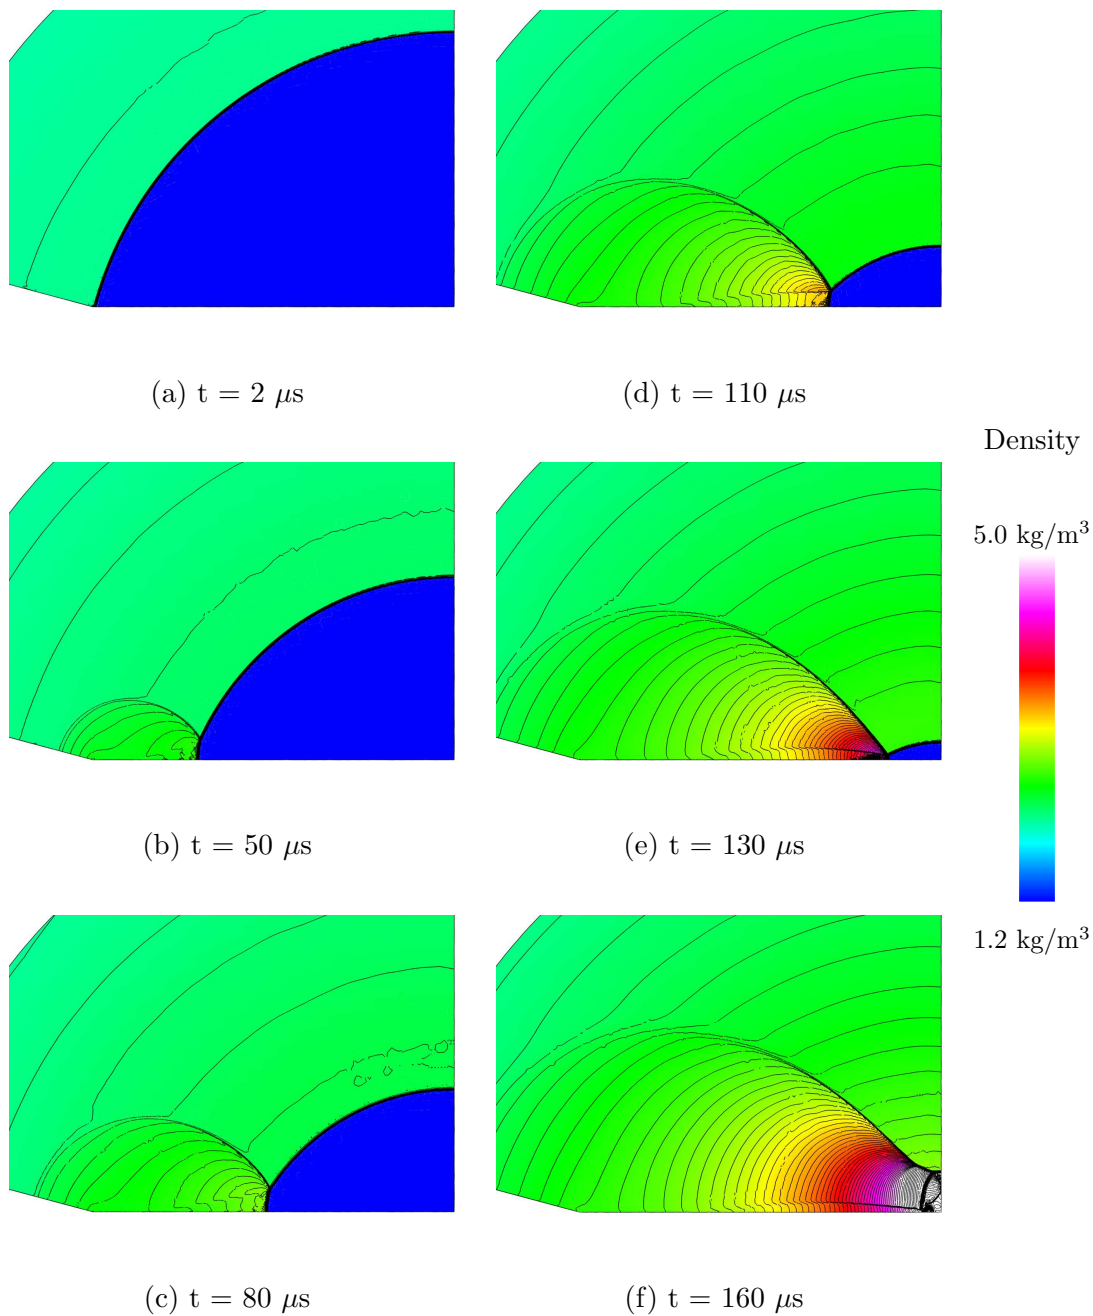 (a) t = 2 μs
(d) t = 110 μs
Density
5.0 kg/m³
(b) t = 50 μs
(e) t = 130 μs
1.2 kg/m³
(c) t = 80 μs
(f) t = 160 μs